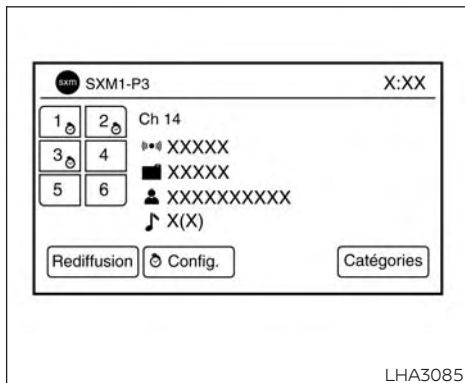 sxm SXM1-P3 X:XX
1 2 Ch 14
XXXXX
3 4
XXXXX
5 6 XXXXXXXXXX
X(X)
Rediffusion Config. Catégories
LHA3085